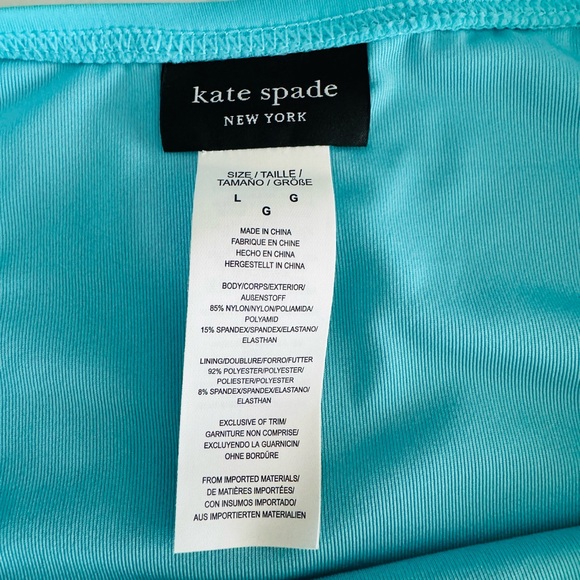 kate spade
NEW YORK
SIZE / TAILLE /
TAMAÑO / GRÖßE
L G
G
MADE IN CHINA
FABRIQUE EN CHINE
HECHO EN CHINA
HERGESTELLT IN CHINA
BODY/CORPS/EXTERIOR/
AUßENSTOFF
85% NYLON/NYLON/POLIAMIDA/
POLYAMID
15% SPANDEX/SPANDEX/ELASTANO/
ELASTHAN
LINING/DOUBLURE/FORRO/FUTTER
92% POLYESTER/POLYESTER/
POLIESTER/POLYESTER
8% SPANDEX/SPANDEX/ELASTANO/
ELASTHAN
EXCLUSIVE OF TRIM/
GARNITURE NON COMPRISE/
EXCLUYENDO LA GUARNICIN/
OHNE BORDÜRE
FROM IMPORTED MATERIALS/
DE MATIÈRES IMPORTÉES/
CON INSUMOS IMPORTADO/
AUS IMPORTIERTEN MATERIALIEN